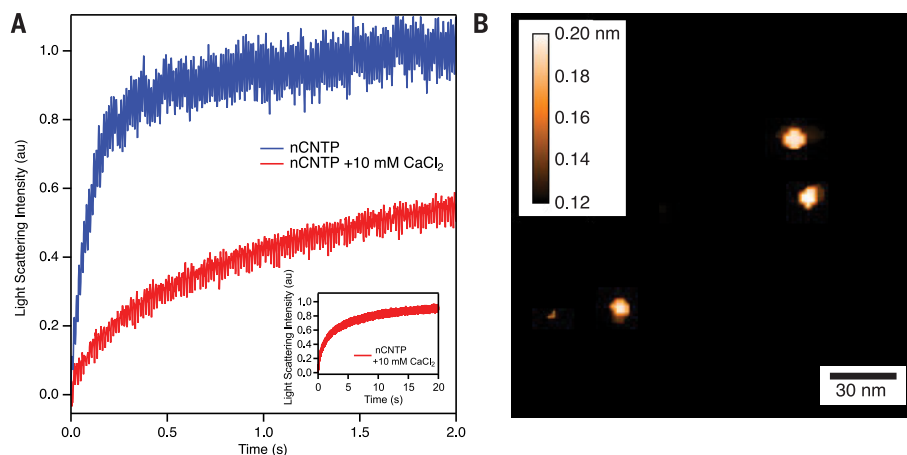 A
Light Scattering Intensity (au)
1.0
0.8
0.6
0.4
0.2
0.0
nCNTP
nCNTP +10 mM CaCl₂
0.0
0.5
1.0
1.5
2.0
Time (s)
Light Scattering Intensity (au)
1.0
0.8
0.6
0.4
0.2
0
nCNTP
+10 mM CaCl₂
0
5
10
15
20
Time (s)
B
0.20 nm
0.18
0.16
0.14
0.12
30 nm